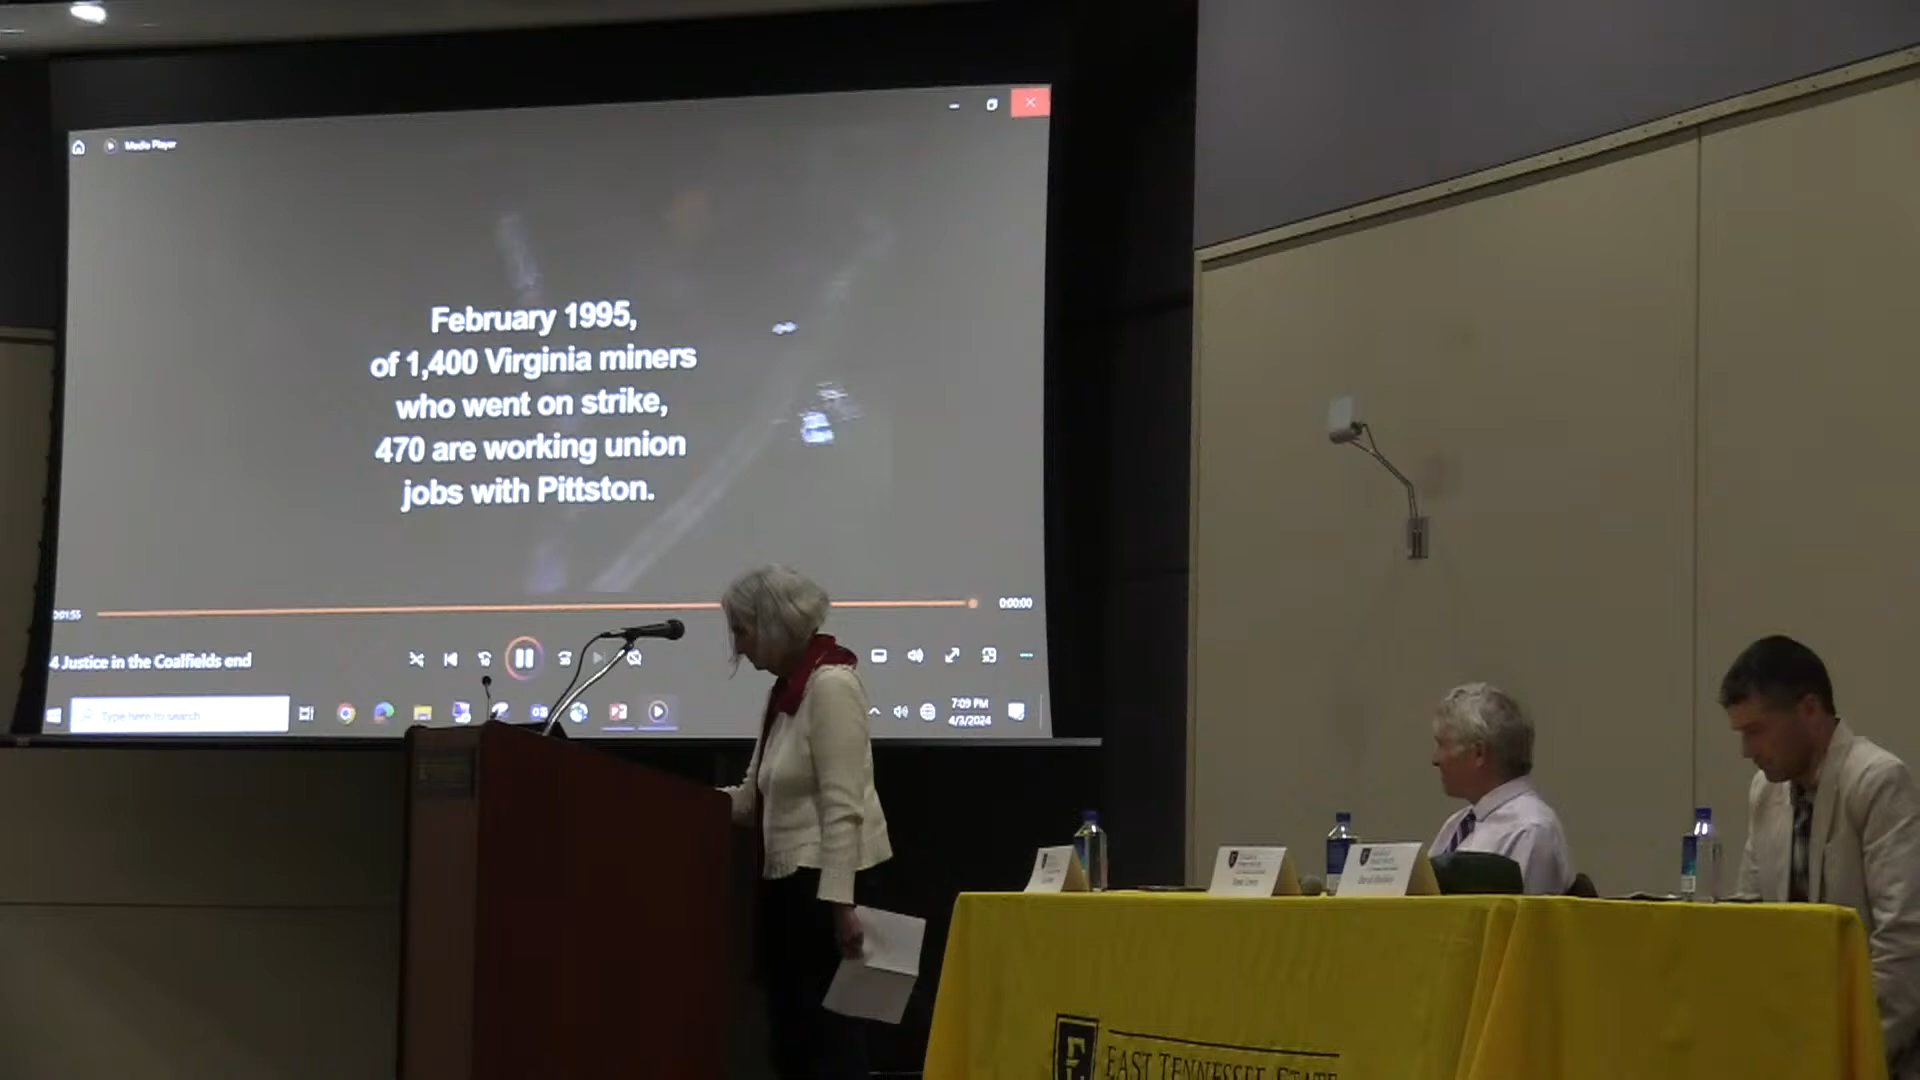 Media Player
February 1995,
of 1,400 Virginia miners
who went on strike,
470 are working union
jobs with Pittston.
0:01:55
0:00:00
4 Justice in the Coalfields end
Type here to search
7:09 PM
4/3/2024
EAST TENNESSEE STATE